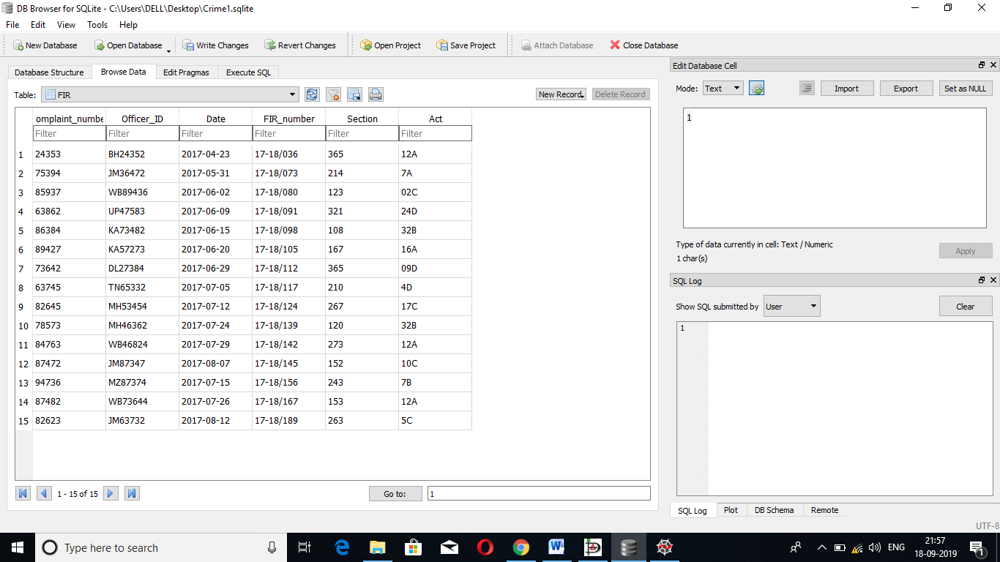 DB Browser for SQLite - C:\Users\DELL\Desktop\Crime1.sqlite
File Edit View Tools Help
New Database Open Database Write Changes Revert Changes Open Project Save Project Attach Database Close Database
Database Structure Browse Data Edit Pragmas Execute SQL
Table: FIR New Record Delete Record
omplaint_numbe Officer_ID Date FIR_number Section Act
Filter Filter Filter Filter Filter Filter
1 24353 BH24352 2017-04-23 17-18/036 365 12A
2 75394 JM36472 2017-05-31 17-18/073 214 7A
3 85937 WB89436 2017-06-02 17-18/080 123 02C
4 63862 UP47583 2017-06-09 17-18/091 321 24D
5 86384 KA73482 2017-06-15 17-18/098 108 32B
6 89427 KA57273 2017-06-20 17-18/105 167 16A
7 73642 DL27384 2017-06-29 17-18/112 365 09D
8 63745 TN65332 2017-07-05 17-18/117 210 4D
9 82645 MH53454 2017-07-12 17-18/124 267 17C
10 78573 MH46362 2017-07-24 17-18/139 120 32B
11 84763 WB46824 2017-07-29 17-18/142 273 12A
12 87472 JM87347 2017-08-07 17-18/145 152 10C
13 94736 MZ87374 2017-07-15 17-18/156 243 7B
14 87482 WB73644 2017-07-26 17-18/167 153 12A
15 82623 JM63732 2017-08-12 17-18/189 263 5C
1 - 15 of 15 Go to: 1
Edit Database Cell
Mode: Text Import Export Set as NULL
1
Type of data currently in cell: Text / Numeric
1 char(s)
Apply
SQL Log
Show SQL submitted by User Clear
1
SQL Log Plot DB Schema Remote
UTF-8
Type here to search
ENG
21:57
18-09-2019
1